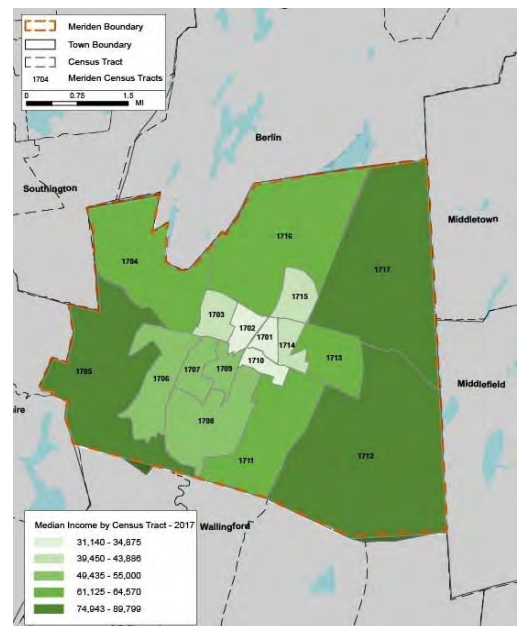 Meriden Boundary
Town Boundary
Census Tract
1704 Meriden Census Tracts
0 0.75 1.5
MI
Berlin
Southington
Middletown
1716
1704
1717
1715
1703
1702
1701
1714
1713
1710
1705
1706
1707
1709
Middlefield
ire
1708
1711
1712
Wallingford
Median Income by Census Tract - 2017
31,140 - 34,875
39,450 - 43,886
49,435 - 55,000
61,125 - 64,570
74,943 - 89,799